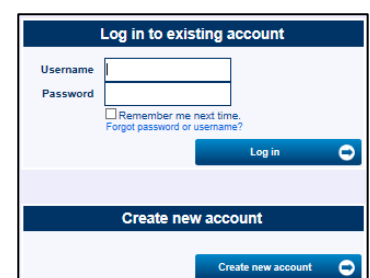 Log in to existing account
Username
Password
Remember me next time.
Forgot password or username?
Log in
Create new account
Create new account